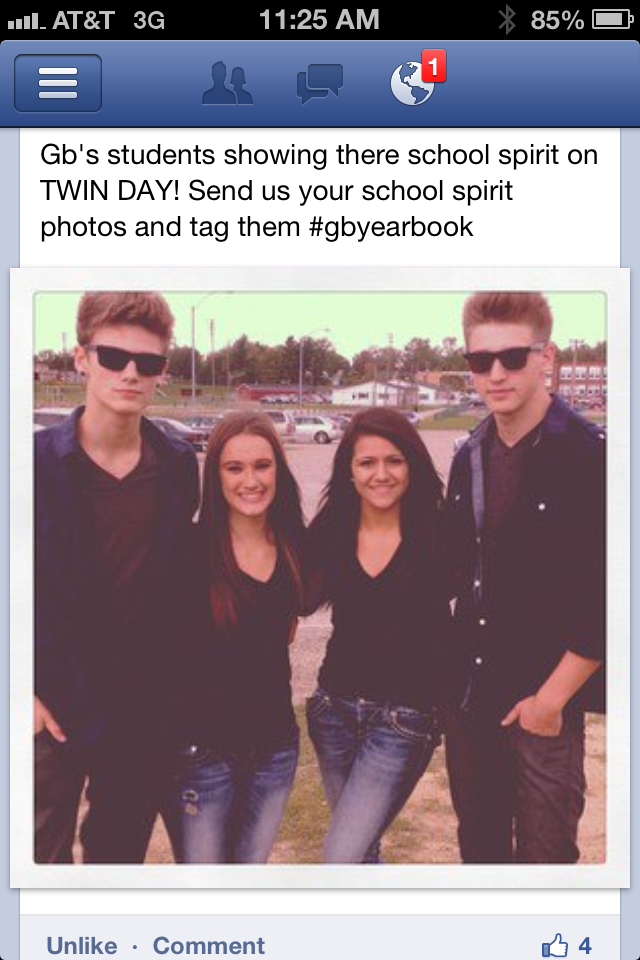 AT&T 3G 11:25 AM 85%
1
Gb's students showing there school spirit on
TWIN DAY! Send us your school spirit
photos and tag them #gbyearbook
Unlike · Comment 4